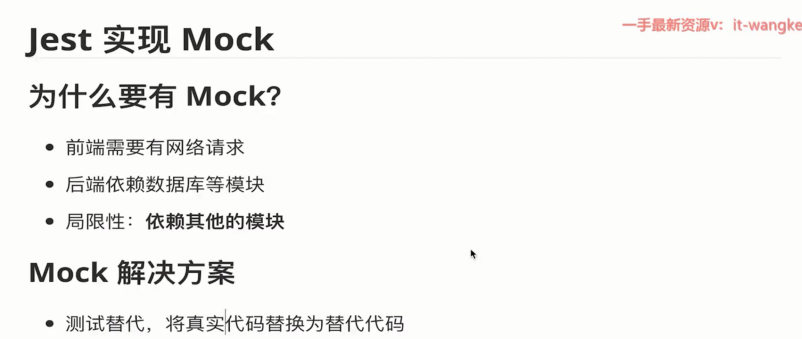 一手最新资源v：it-wangke
Jest 实现 Mock
为什么要有 Mock?
前端需要有网络请求
后端依赖数据库等模块
局限性：依赖其他的模块
Mock 解决方案
测试替代，将真实代码替换为替代代码